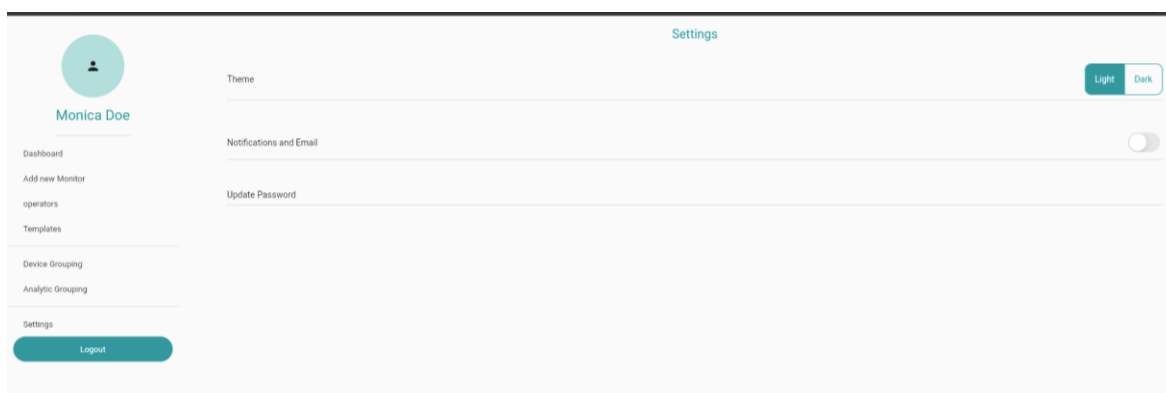 Monica Doe
Dashboard
Add new Monitor
operators
Templates
Device Grouping
Analytic Grouping
Settings
Logout
Settings
Theme
Light Dark
Notifications and Email
Update Password